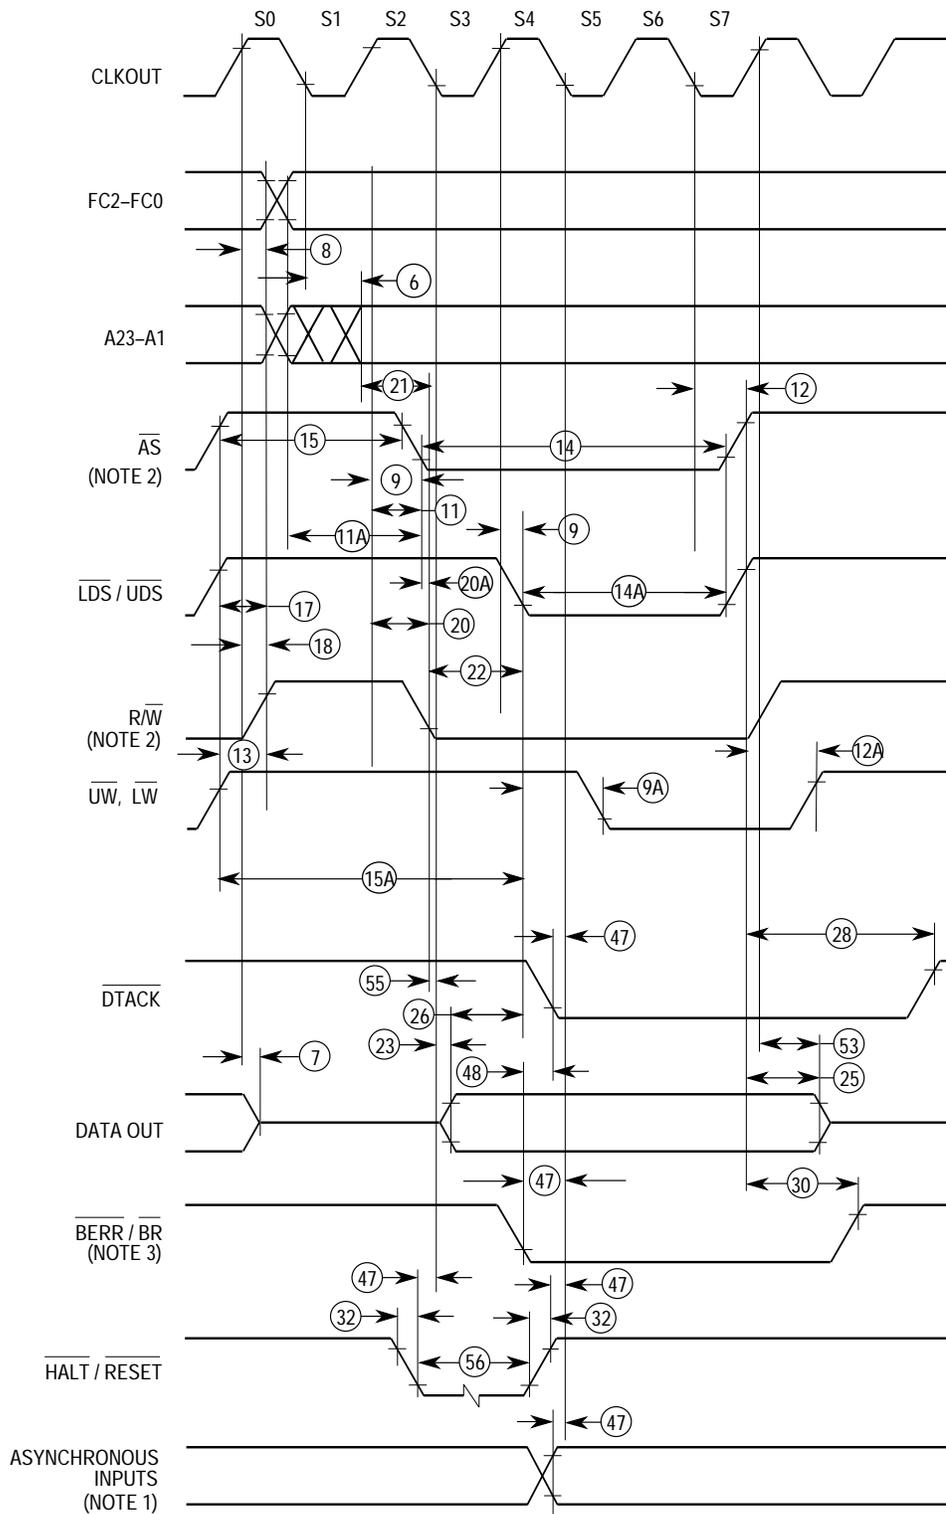 S0 S1 S2 S3 S4 S5 S6 S7
CLKOUT
FC2–FC0
8
6
A23–A1
21
12
AS
(NOTE 2)
15
14
9
11
11A
9
LDS / UDS
20A
14A
17
20
18
22
R/W
(NOTE 2)
13
12A
UW, LW
9A
15A
47
28
DTACK
55
26
23
53
7
48
25
DATA OUT
47
30
BERR / BR
(NOTE 3)
47
47
32
32
HALT / RESET
56
47
ASYNCHRONOUS
INPUTS
(NOTE 1)